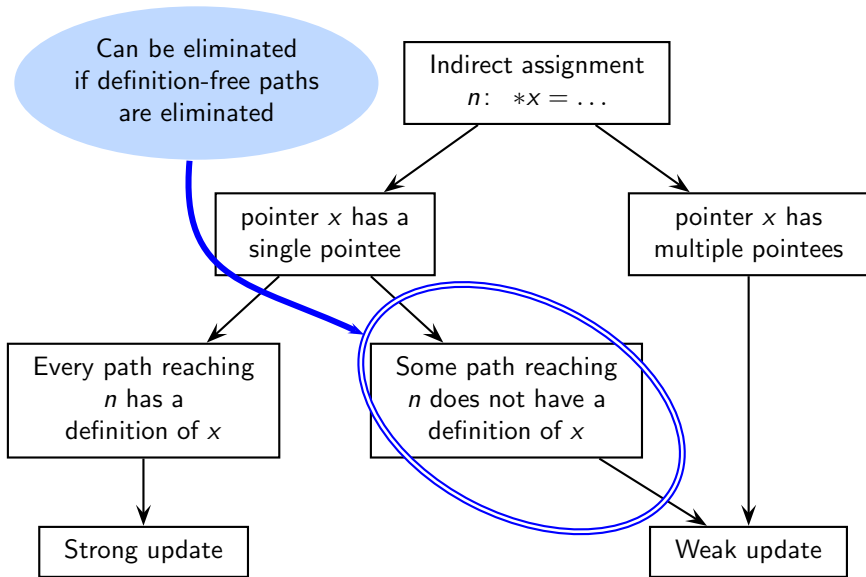 Can be eliminated
if definition-free paths
are eliminated
Indirect assignment
n: *x = ...
pointer x has a
single pointee
pointer x has
multiple pointees
Every path reaching
n has a
definition of x
Some path reaching
n does not have a
definition of x
Strong update
Weak update